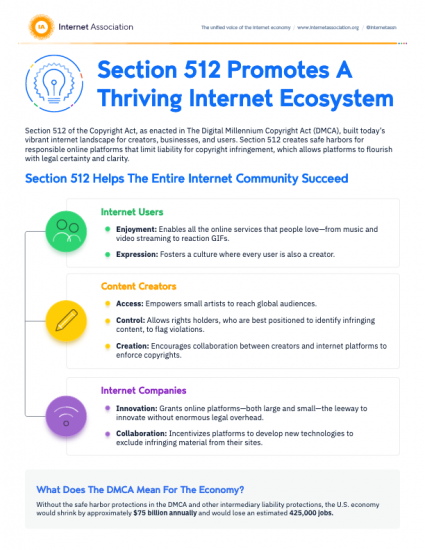 IA
Internet Association
The unified voice of the internet economy / www.internetassociation.org / @internetassn
Section 512 Promotes A
Thriving Internet Ecosystem
Section 512 of the Copyright Act, as enacted in The Digital Millennium Copyright Act (DMCA), built today’s
vibrant internet landscape for creators, businesses, and users. Section 512 creates safe harbors for
responsible online platforms that limit liability for copyright infringement, which allows platforms to flourish
with legal certainty and clarity.
Section 512 Helps The Entire Internet Community Succeed
Internet Users
Enjoyment: Enables all the online services that people love—from music and
video streaming to reaction GIFs.
Expression: Fosters a culture where every user is also a creator.
Content Creators
Access: Empowers small artists to reach global audiences.
Control: Allows rights holders, who are best positioned to identify infringing
content, to flag violations.
Creation: Encourages collaboration between creators and internet platforms to
enforce copyrights.
Internet Companies
Innovation: Grants online platforms—both large and small—the leeway to
innovate without enormous legal overhead.
Collaboration: Incentivizes platforms to develop new technologies to
exclude infringing material from their sites.
What Does The DMCA Mean For The Economy?
Without the safe harbor protections in the DMCA and other intermediary liability protections, the U.S. economy
would shrink by approximately $75 billion annually and would lose an estimated 425,000 jobs.